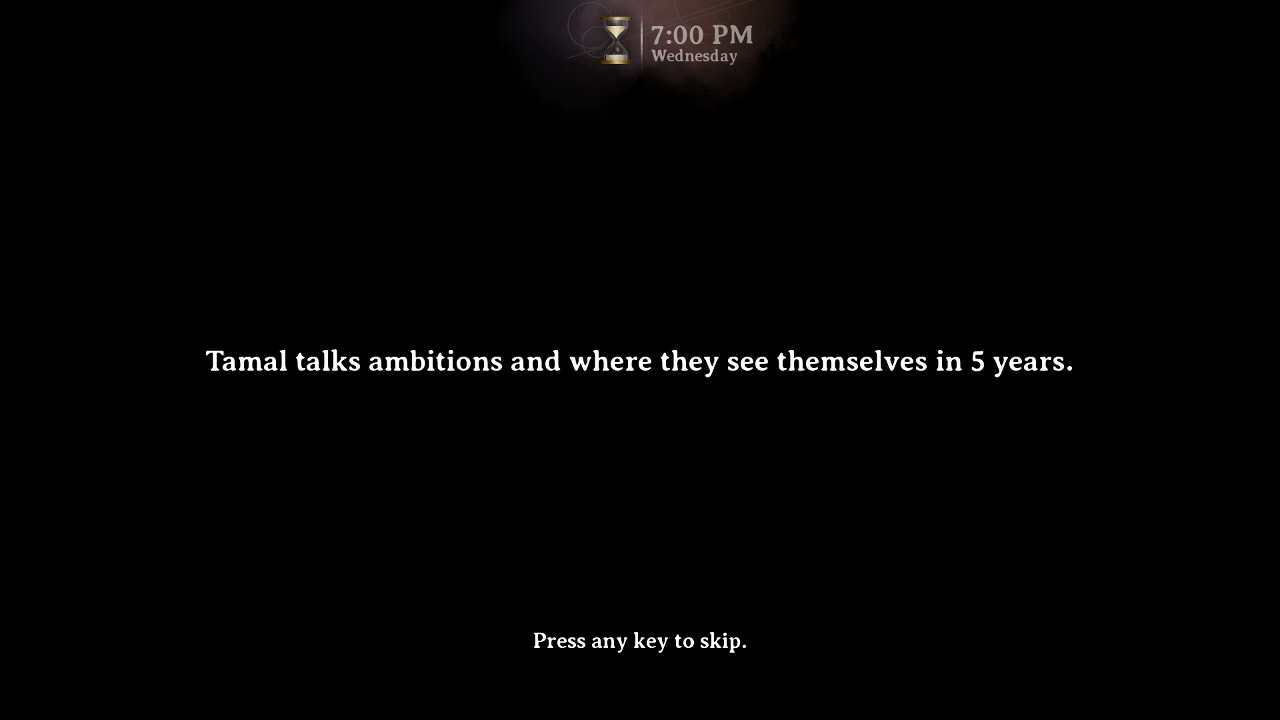 7:00 PM
Wednesday
Tamal talks ambitions and where they see themselves in 5 years.
Press any key to skip.